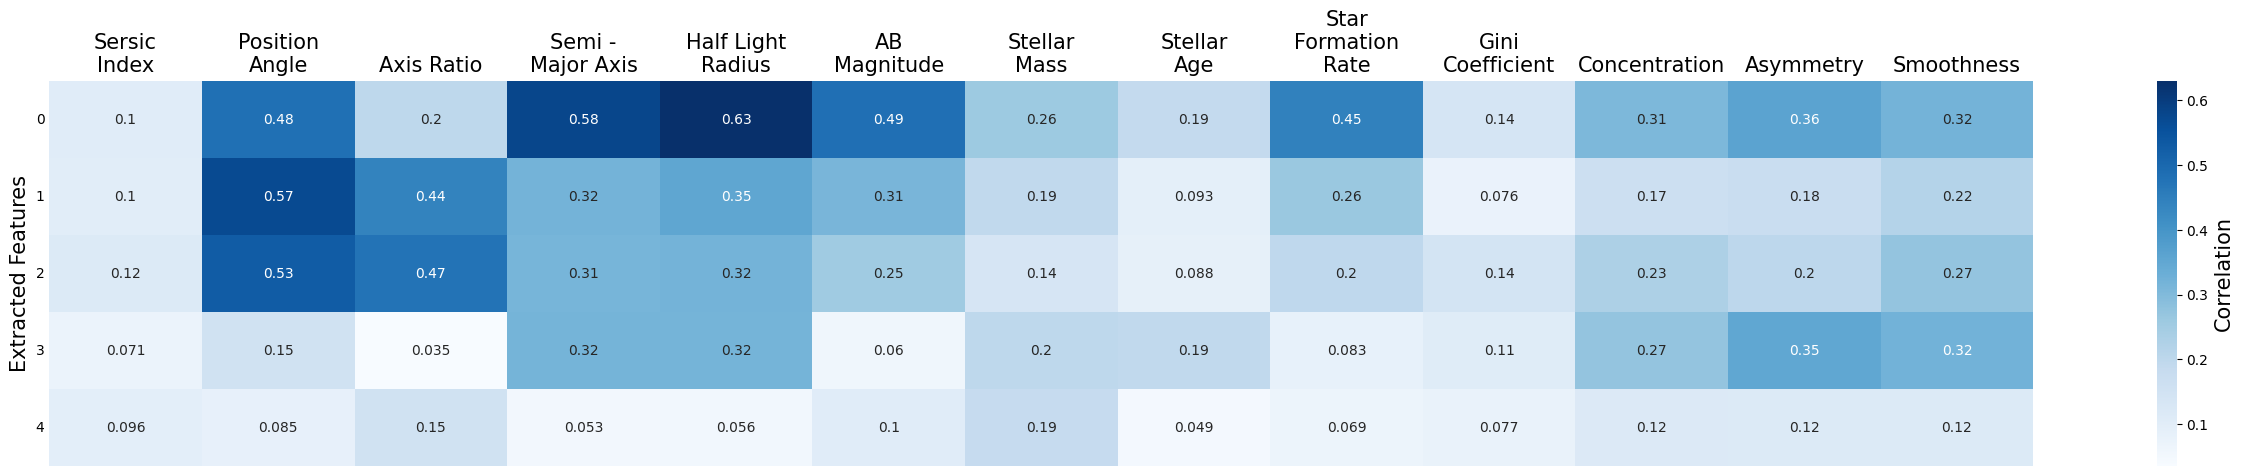 Star
Sersic Position Semi - Half Light AB Stellar Stellar Formation Gini
Index Angle Axis Ratio Major Axis Radius Magnitude Mass Age Rate Coefficient Concentration Asymmetry Smoothness
0 0.1 0.48 0.2 0.58 0.63 0.49 0.26 0.19 0.45 0.14 0.31 0.36 0.32
1 0.1 0.57 0.44 0.32 0.35 0.31 0.19 0.093 0.26 0.076 0.17 0.18 0.22
2 0.12 0.53 0.47 0.31 0.32 0.25 0.14 0.088 0.2 0.14 0.23 0.2 0.27
3 0.071 0.15 0.035 0.32 0.32 0.06 0.2 0.19 0.083 0.11 0.27 0.35 0.32
4 0.096 0.085 0.15 0.053 0.056 0.1 0.19 0.049 0.069 0.077 0.12 0.12 0.12
Extracted Features
0.6
0.5
0.4
0.3
0.2
0.1
Correlation